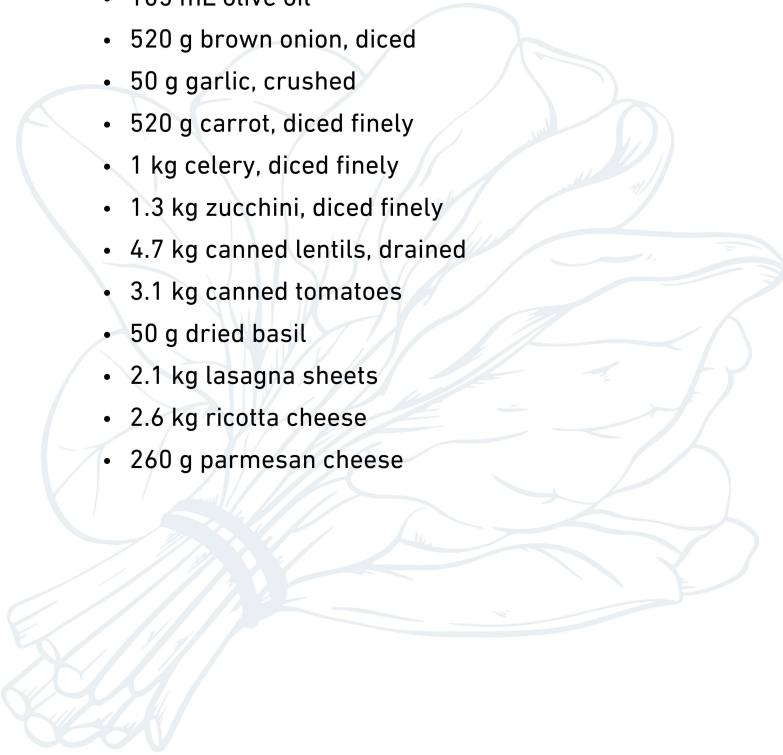 olive oil
• 520 g brown onion, diced
• 50 g garlic, crushed
• 520 g carrot, diced finely
• 1 kg celery, diced finely
• 1.3 kg zucchini, diced finely
• 4.7 kg canned lentils, drained
• 3.1 kg canned tomatoes
• 50 g dried basil
• 2.1 kg lasagna sheets
• 2.6 kg ricotta cheese
• 260 g parmesan cheese